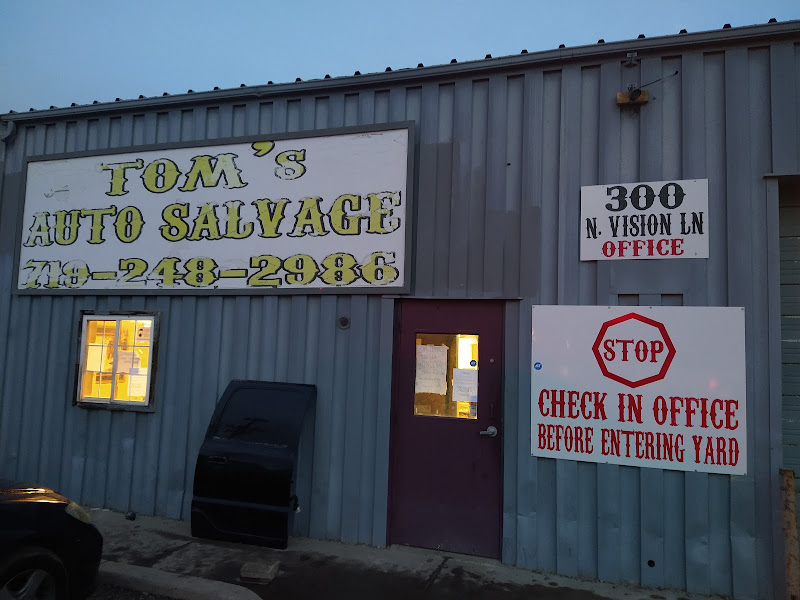 TOM's
AUTO SALVAGE
719-248-2986
300
N. VISION LN
OFFICE
STOP
CHECK IN OFFICE
BEFORE ENTERING YARD